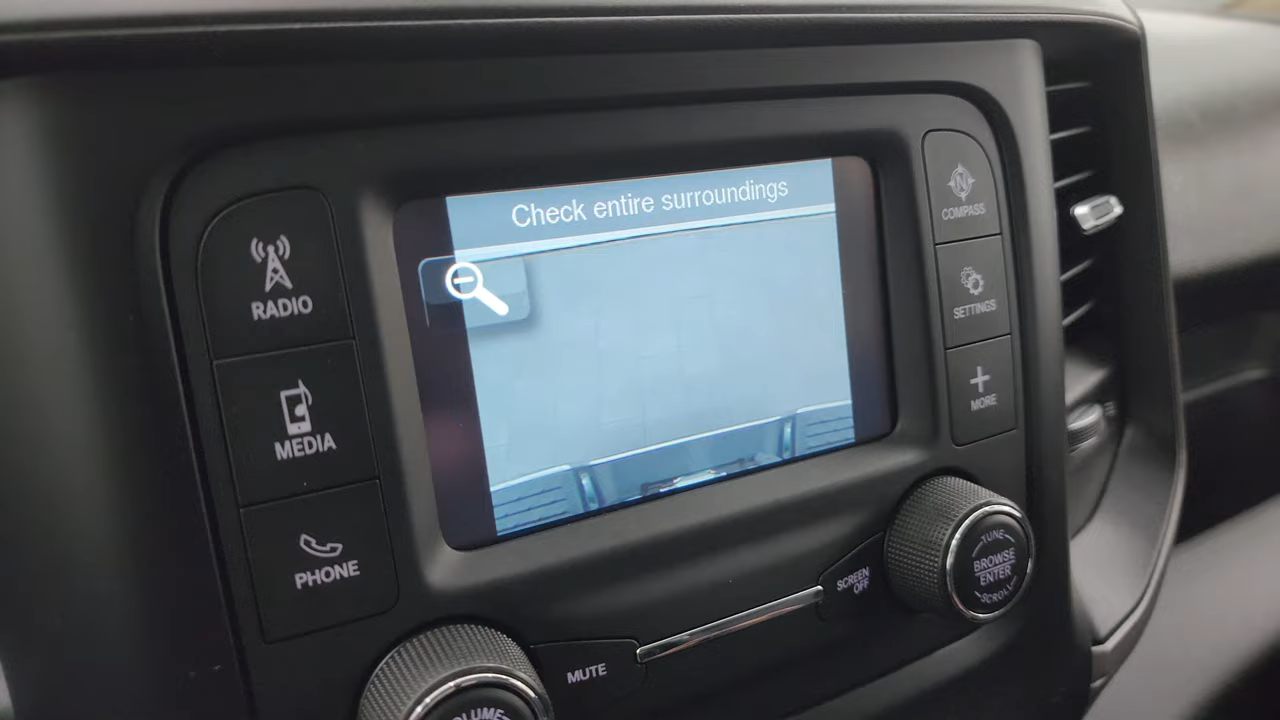 Check entire surroundings
RADIO
MEDIA
PHONE
N
COMPASS
SETTINGS
MORE
MUTE
SCREEN
OFF
TUNE
BROWSE
ENTER
SCROLL
VOLUME